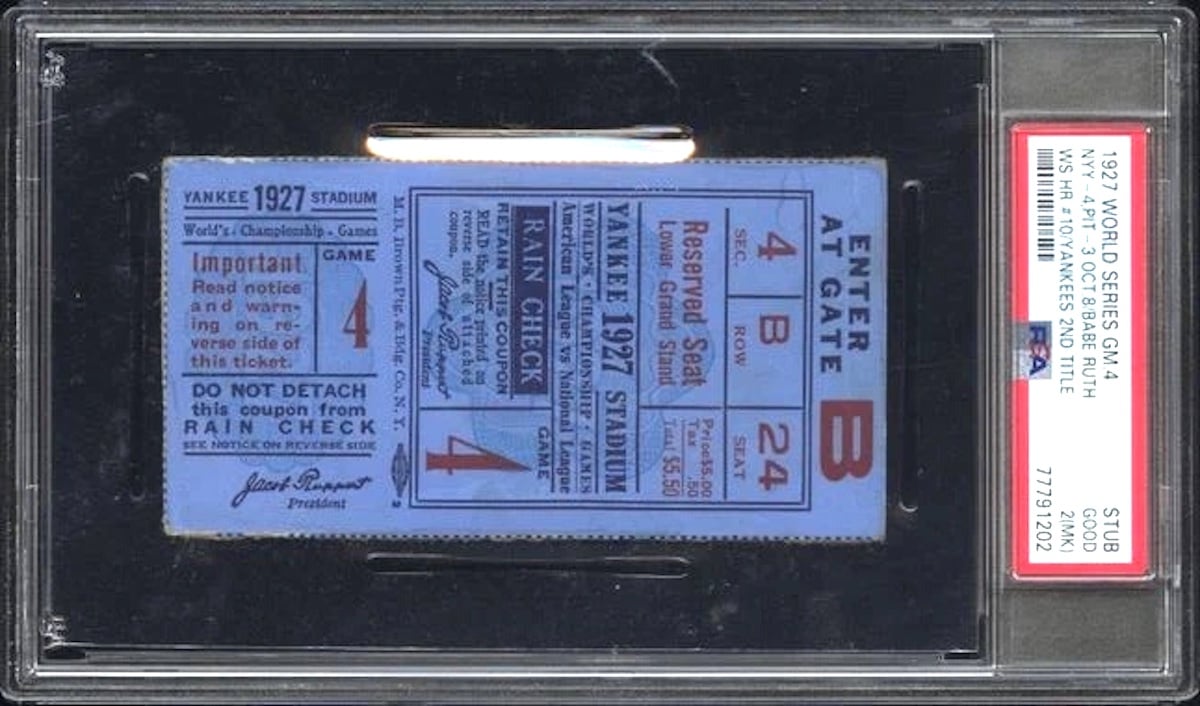 YANKEE 1927 STADIUM
World's - Championship - Games
Important
Read notice
and warn-
ing on re-
verse side of
this ticket.
GAME
4
DO NOT DETACH
this coupon from
RAIN CHECK
SEE NOTICE ON REVERSE SIDE
Jacob Ruppert
President
M. B. Brown Ptg. & Bdg. Co. N. Y.
ENTER
AT GATE
B
4
SEC.
B
ROW
24
SEAT
Reserved Seat
Lower Grand Stand
Price $5.00
Tax .50
Total $5.50
YANKEE 1927 STADIUM
WORLD'S · CHAMPIONSHIP · GAMES
American League vs National League
RAIN CHECK
RETAIN THIS COUPON
READ the notice printed on
reverse side of attached
coupon.
Jacob Ruppert
President
GAME
4
1927 WORLD SERIES GM.4
NYY - 4,PIT - 3 OCT 8/BABE RUTH
WS HR #10/YANKEES 2ND TITLE
STUB
GOOD
2(MK)
77791202
PSA